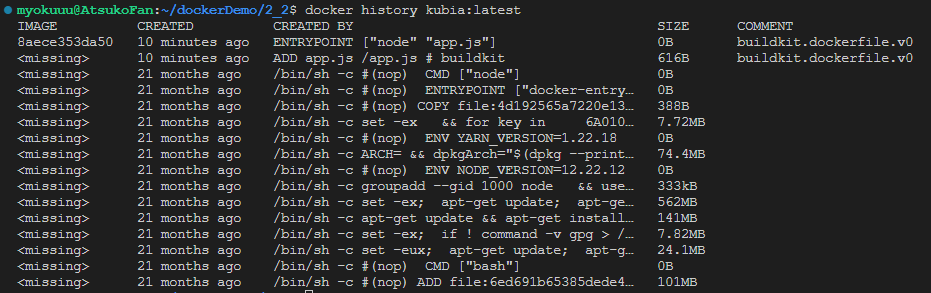 myokuuu@AtsukoFan:~/dockerDemo/2_2$ docker history kubia:latest
IMAGE CREATED CREATED BY SIZE COMMENT
8aece353da50 10 minutes ago ENTRYPOINT ["node" "app.js"] 0B buildkit.dockerfile.v0
<missing> 10 minutes ago ADD app.js /app.js # buildkit 616B buildkit.dockerfile.v0
<missing> 21 months ago /bin/sh -c #(nop) CMD ["node"] 0B
<missing> 21 months ago /bin/sh -c #(nop) ENTRYPOINT ["docker-entry… 0B
<missing> 21 months ago /bin/sh -c #(nop) COPY file:4d192565a7220e13… 388B
<missing> 21 months ago /bin/sh -c set -ex && for key in 6A010… 7.72MB
<missing> 21 months ago /bin/sh -c #(nop) ENV YARN_VERSION=1.22.18 0B
<missing> 21 months ago /bin/sh -c ARCH= && dpkgArch="$(dpkg --print… 74.4MB
<missing> 21 months ago /bin/sh -c #(nop) ENV NODE_VERSION=12.22.12 0B
<missing> 21 months ago /bin/sh -c groupadd --gid 1000 node && use… 333kB
<missing> 21 months ago /bin/sh -c set -ex; apt-get update; apt-ge… 562MB
<missing> 21 months ago /bin/sh -c apt-get update && apt-get install… 141MB
<missing> 21 months ago /bin/sh -c set -ex; if ! command -v gpg > /… 7.82MB
<missing> 21 months ago /bin/sh -c set -eux; apt-get update; apt-g… 24.1MB
<missing> 21 months ago /bin/sh -c #(nop) CMD ["bash"] 0B
<missing> 21 months ago /bin/sh -c #(nop) ADD file:6ed691b65385dede4… 101MB